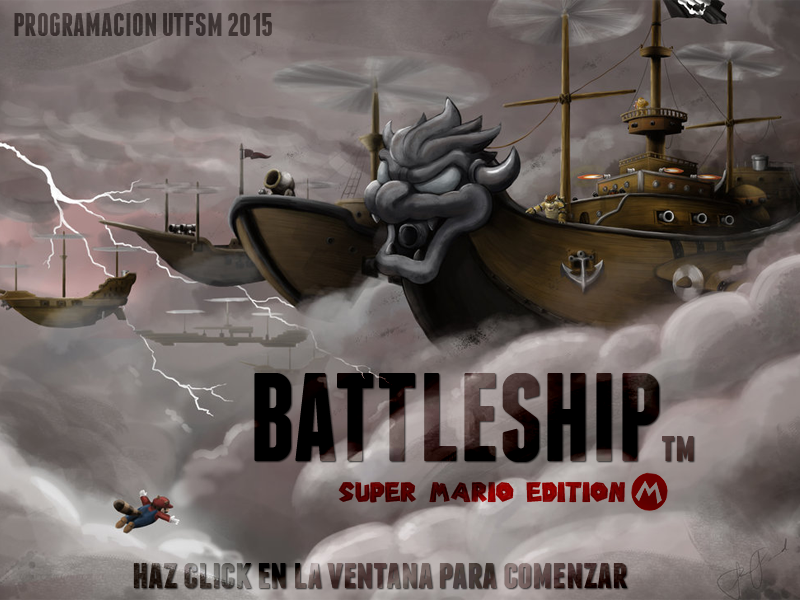 PROGRAMACION UTFSM 2015
BATTLESHIP TM
SUPER MARIO EDITION M
HAZ CLICK EN LA VENTANA PARA COMENZAR